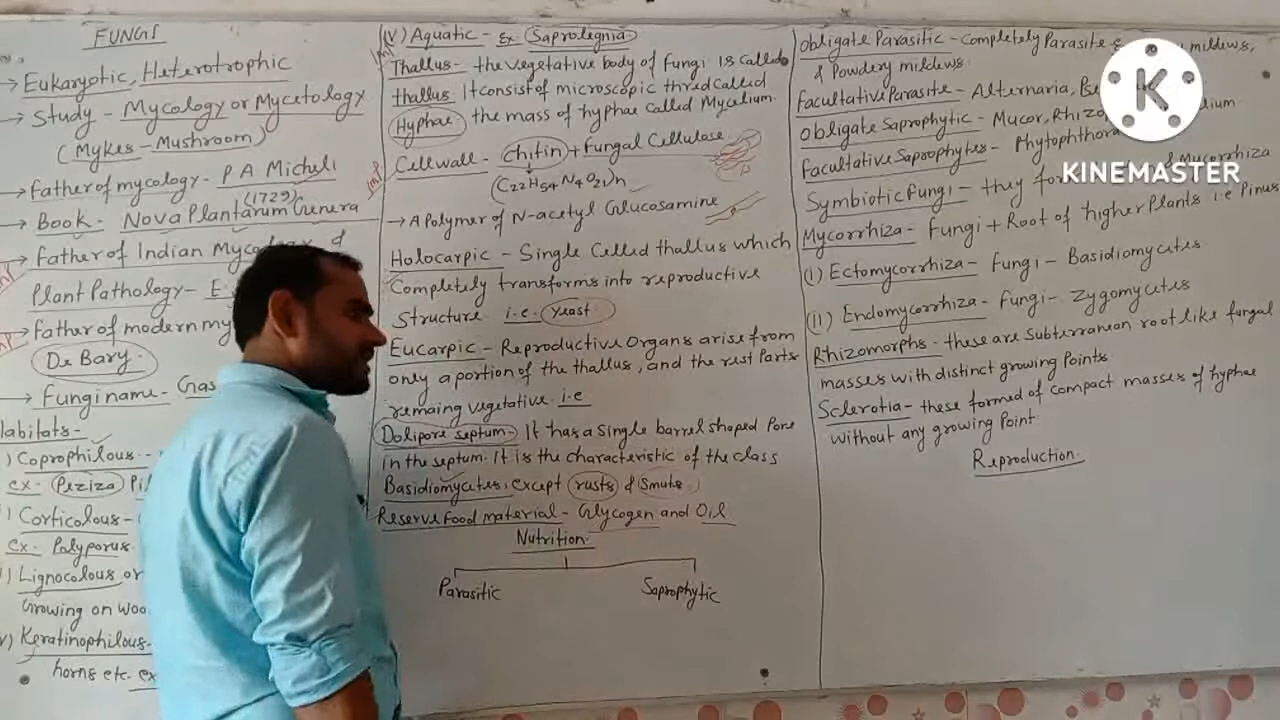 FUNGI
→ Eukaryotic, Heterotrophic
→ Study - Mycology or Mycetology
(Mykes - Mushroom)
→ Father of mycology - P A Micheli
(1729)
→ Book - Nova Plantarum Genera
→ Father of Indian &
Plant Pathology - E.
→ Father of modern my
De Bary
→ Fungi name -
Habitats -
) Coprophilous -
ex. Peziza
) Corticolous -
ex. Polyporus
) Lignocolous or
Growing on woo
v) Keratinophilous -
horns etc. ex
Imp
(V) Aquatic - ex Saprolegnia
Thallus - the vegetative body of fungi is called
thallus. It consist of microscopic thred called
Hyphae, the mass of hyphae called Mycelium.
Cellwall - chitin + Fungal Cellulose
(C22 H54 N4 O21)n
→ A Polymer of N-acetyl Glucosamine
Holocarpic - Single Celled thallus which
Completely transforms into reproductive
structure i.e. Yeast
Eucarpic - Reproductive Organs arise from
only a portion of the thallus, and the rest Parts
remaing vegetative. i.e
Dolipore septum - It has a single barrel shaped Pore
in the septum. It is the characteristic of the class
Basidiomycetes, except rusts & Smuts.
Reserve food material - Glycogen and Oil
Nutrition.
Parasitic Saprophytic
Obligate Parasitic - Completely Parasite mildews,
& Powdery mildews.
Facultative Parasite - Alternaria,
Obligate Saprophytic - Mucor,
Facultative Saprophytes - Phytophthora
Symbiotic fungi - they Mycorrhiza
Mycorrhiza - Fungi + Root of higher Plants i.e Pinus
(i) Ectomycorrhiza - Fungi - Basidiomycetes
(ii) Endomycorrhiza - Fungi - Zygomycetes
Rhizomorphs - these are Subterranean root like fungal
masses with distinct growing Points
Sclerotia - these formed of compact masses of hyphae
without any growing Point
Reproduction.
K
KINEMASTER